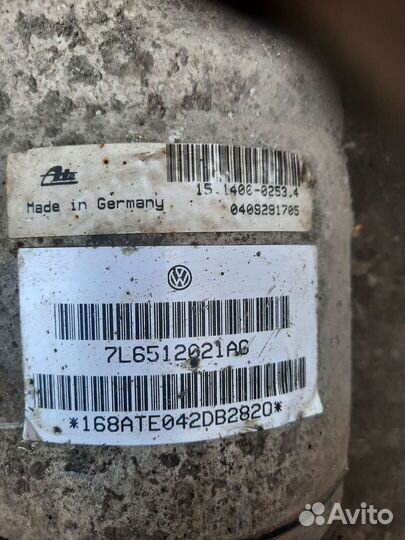 Ate
Made in Germany
15.1400-0253.4
0409291705
VW
7L6512021AG
*168ATE042DB2820*
Avito